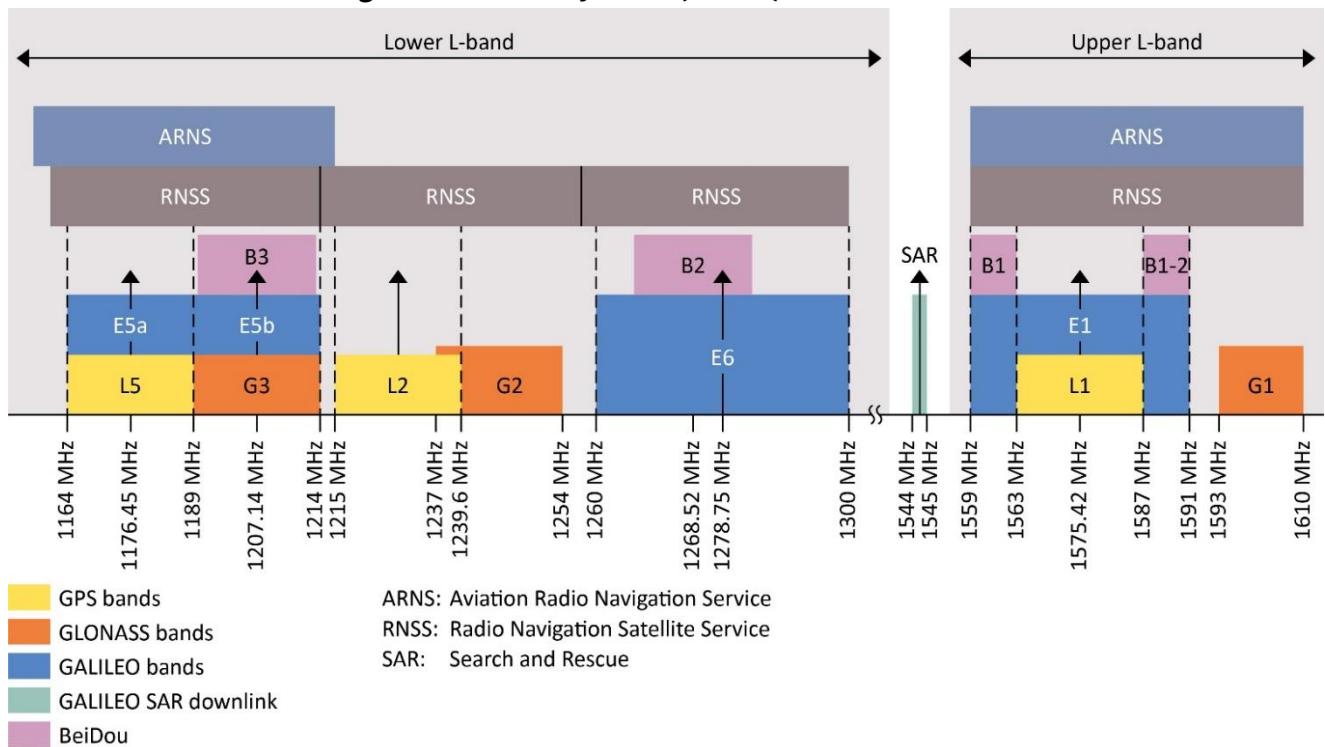 Lower L-band
Upper L-band
ARNS
ARNS
RNSS
RNSS
RNSS
RNSS
B3
B2
SAR
B1
B1-2
E5a
E5b
E6
E1
L5
G3
L2
G2
L1
G1
1164 MHz
1176.45 MHz
1189 MHz
1207.14 MHz
1214 MHz
1215 MHz
1237 MHz
1239.6 MHz
1254 MHz
1260 MHz
1268.52 MHz
1278.75 MHz
1300 MHz
1544 MHz
1545 MHz
1559 MHz
1563 MHz
1575.42 MHz
1587 MHz
1591 MHz
1593 MHz
1610 MHz
GPS bands
GLONASS bands
GALILEO bands
GALILEO SAR downlink
BeiDou
ARNS: Aviation Radio Navigation Service
RNSS: Radio Navigation Satellite Service
SAR: Search and Rescue